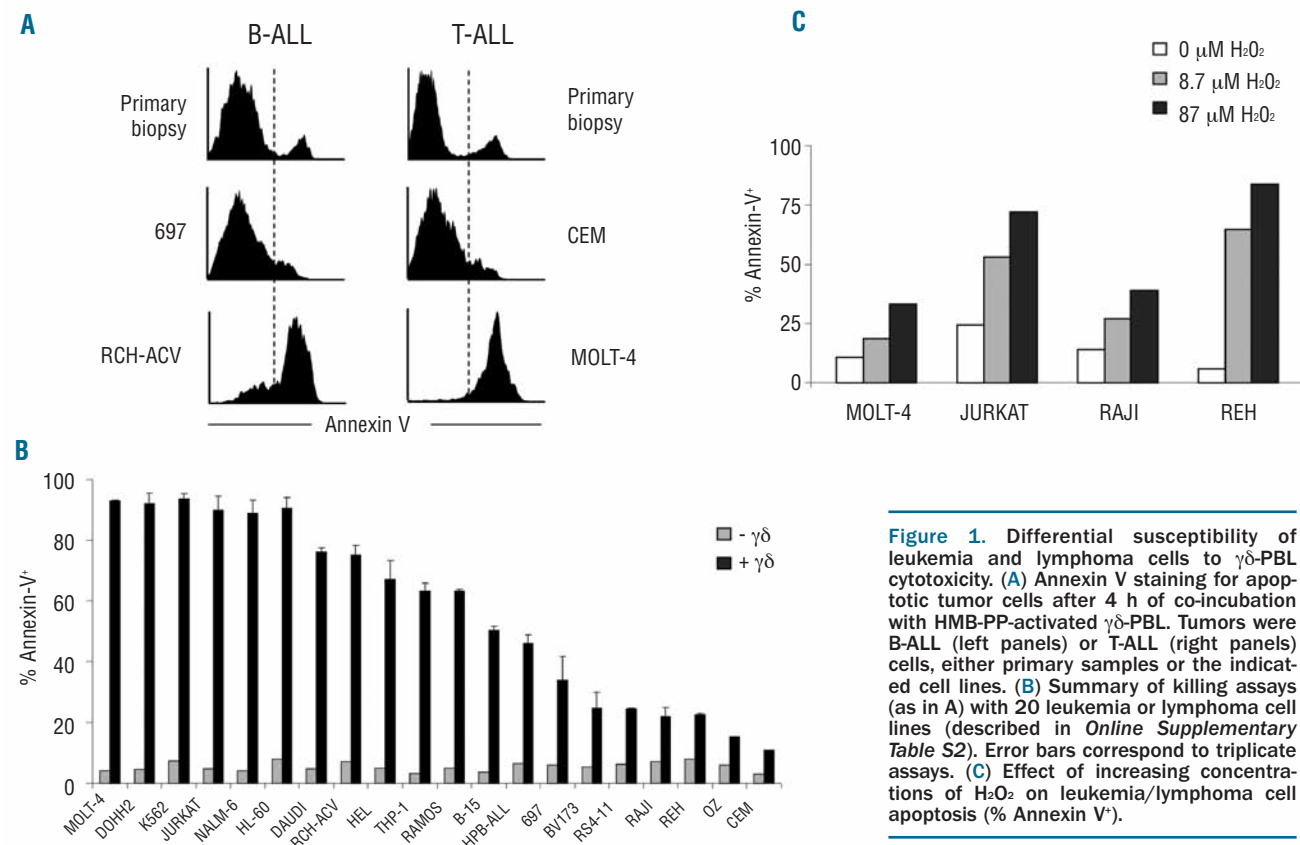 A
B-ALL
T-ALL
Primary
biopsy
Primary
biopsy
697
CEM
RCH-ACV
MOLT-4
Annexin V
C
0 μM H₂O₂
8.7 μM H₂O₂
87 μM H₂O₂
% Annexin-V⁺
100
75
50
25
0
MOLT-4
JURKAT
RAJI
REH
B
% Annexin-V⁺
100
80
60
40
20
0
- γδ
+ γδ
MOLT-4
DOHH2
K562
JURKAT
NALM-6
HL-60
DAUDI
RCH-ACV
HEL
THP-1
RAMOS
B-15
HPB-ALL
697
BV173
RS4-11
RAJI
REH
OZ
CEM
Figure 1. Differential susceptibility of
leukemia and lymphoma cells to γδ-PBL
cytotoxicity. (A) Annexin V staining for apop-
totic tumor cells after 4 h of co-incubation
with HMB-PP-activated γδ-PBL. Tumors were
B-ALL (left panels) or T-ALL (right panels)
cells, either primary samples or the indicat-
ed cell lines. (B) Summary of killing assays
(as in A) with 20 leukemia or lymphoma cell
lines (described in Online Supplementary
Table S2). Error bars correspond to triplicate
assays. (C) Effect of increasing concentra-
tions of H₂O₂ on leukemia/lymphoma cell
apoptosis (% Annexin V⁺).